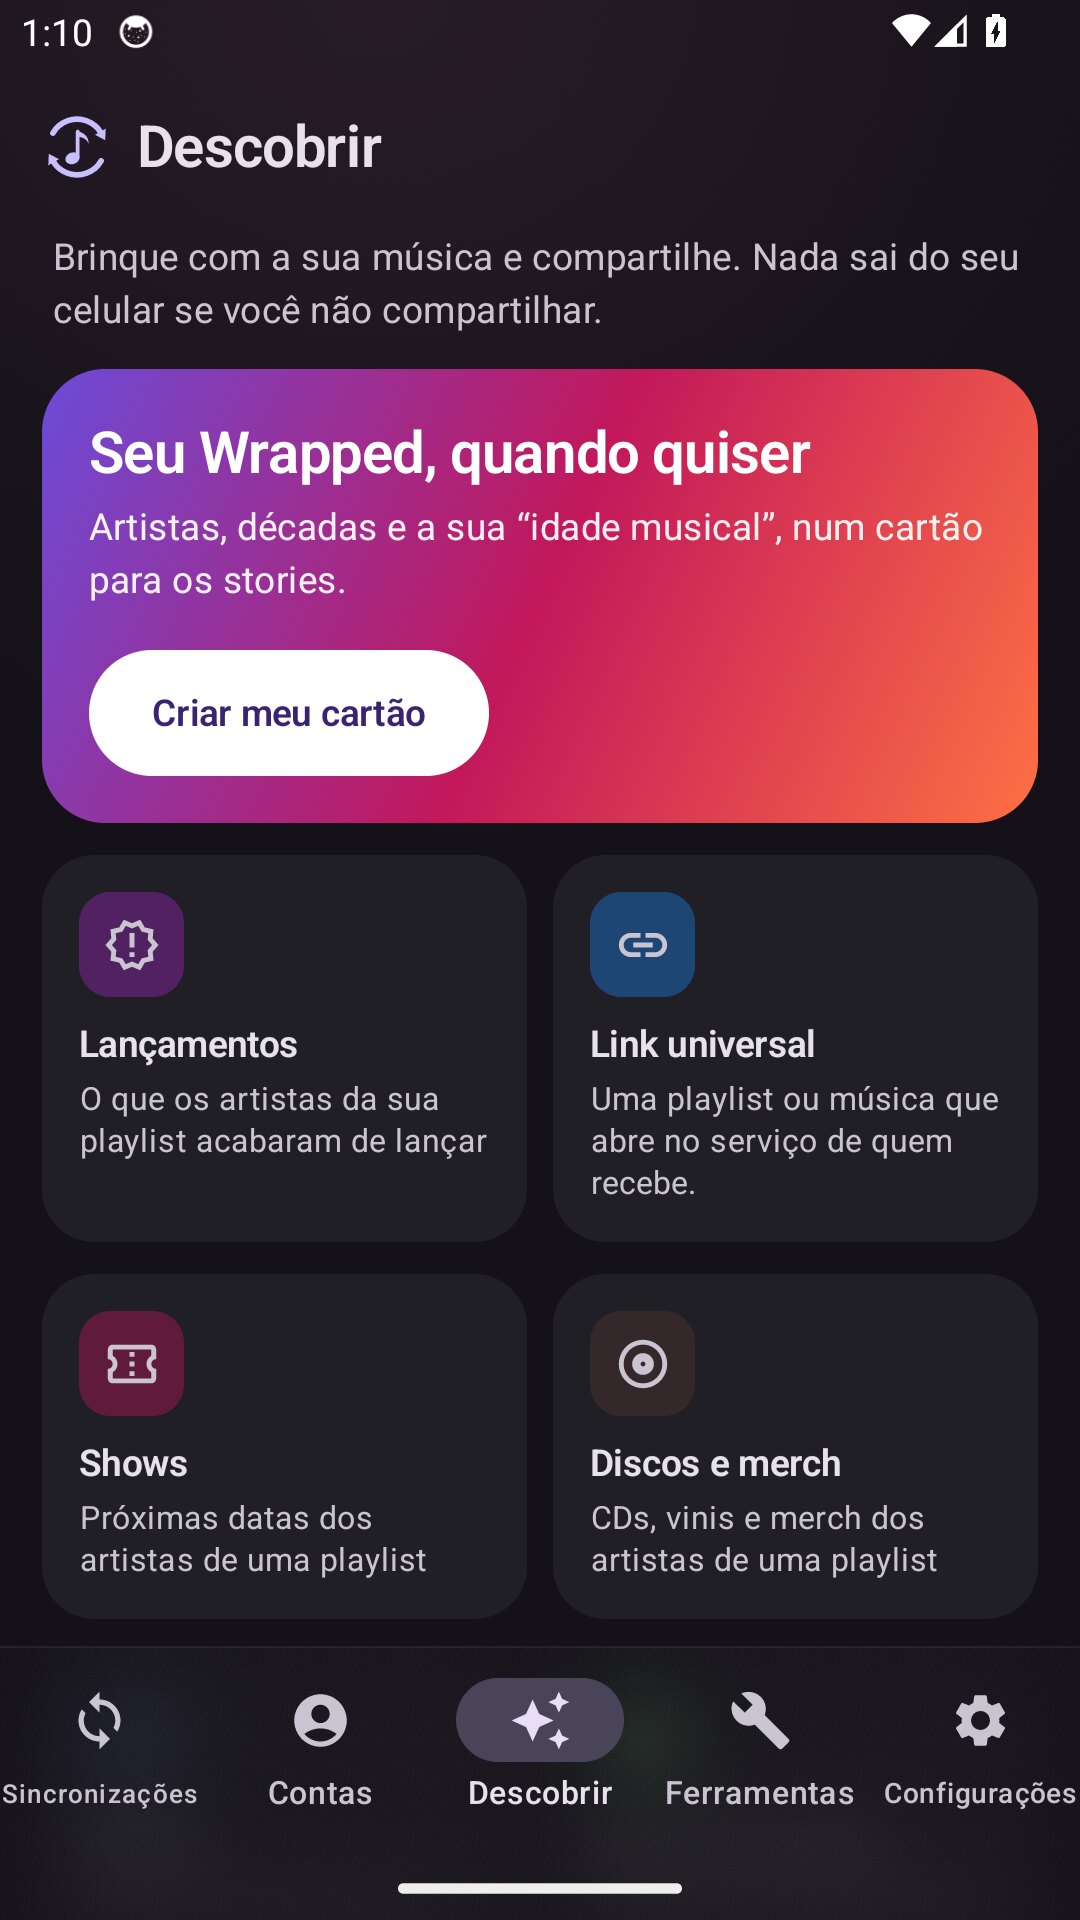 1:10
Descobrir
Brinque com a sua música e compartilhe. Nada sai do seu
celular se você não compartilhar.
Seu Wrapped, quando quiser
Artistas, décadas e a sua “idade musical”, num cartão
para os stories.
Criar meu cartão
Lançamentos
O que os artistas da sua
playlist acabaram de lançar
Link universal
Uma playlist ou música que
abre no serviço de quem
recebe.
Shows
Próximas datas dos
artistas de uma playlist
Discos e merch
CDs, vinis e merch dos
artistas de uma playlist
Sincronizações
Contas
Descobrir
Ferramentas
Configurações